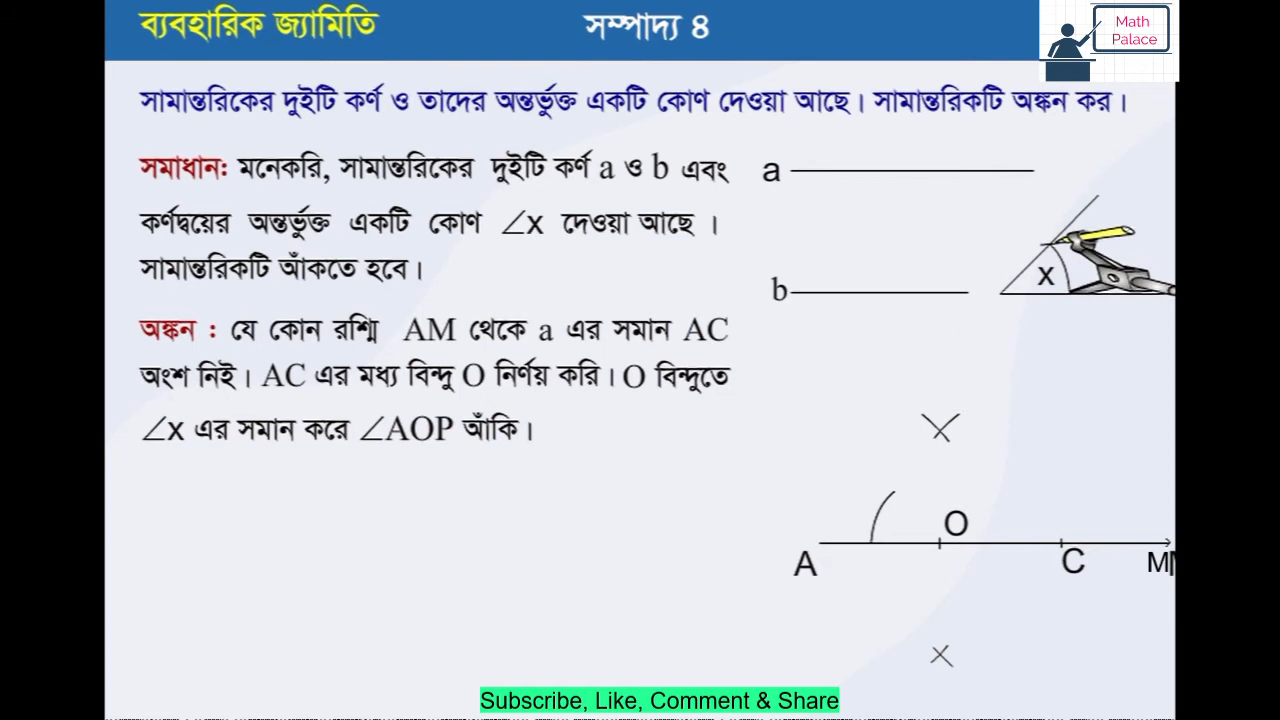 ব্যবহারিক জ্যামিতি সম্পাদ্য ৪
Math
Palace
সামান্তরিকের দুইটি কর্ণ ও তাদের অন্তর্ভুক্ত একটি কোণ দেওয়া আছে। সামান্তরিকটি অঙ্কন কর।
সমাধান: মনেকরি, সামান্তরিকের দুইটি কর্ণ a ও b এবং
কর্ণদ্বয়ের অন্তর্ভুক্ত একটি কোণ ∠x দেওয়া আছে ।
সামান্তরিকটি আঁকতে হবে।
অঙ্কন : যে কোন রশ্মি AM থেকে a এর সমান AC
অংশ নিই। AC এর মধ্য বিন্দু O নির্ণয় করি। O বিন্দুতে
∠x এর সমান করে ∠AOP আঁকি।
a
x
b
O
A
C
M
Subscribe, Like, Comment & Share